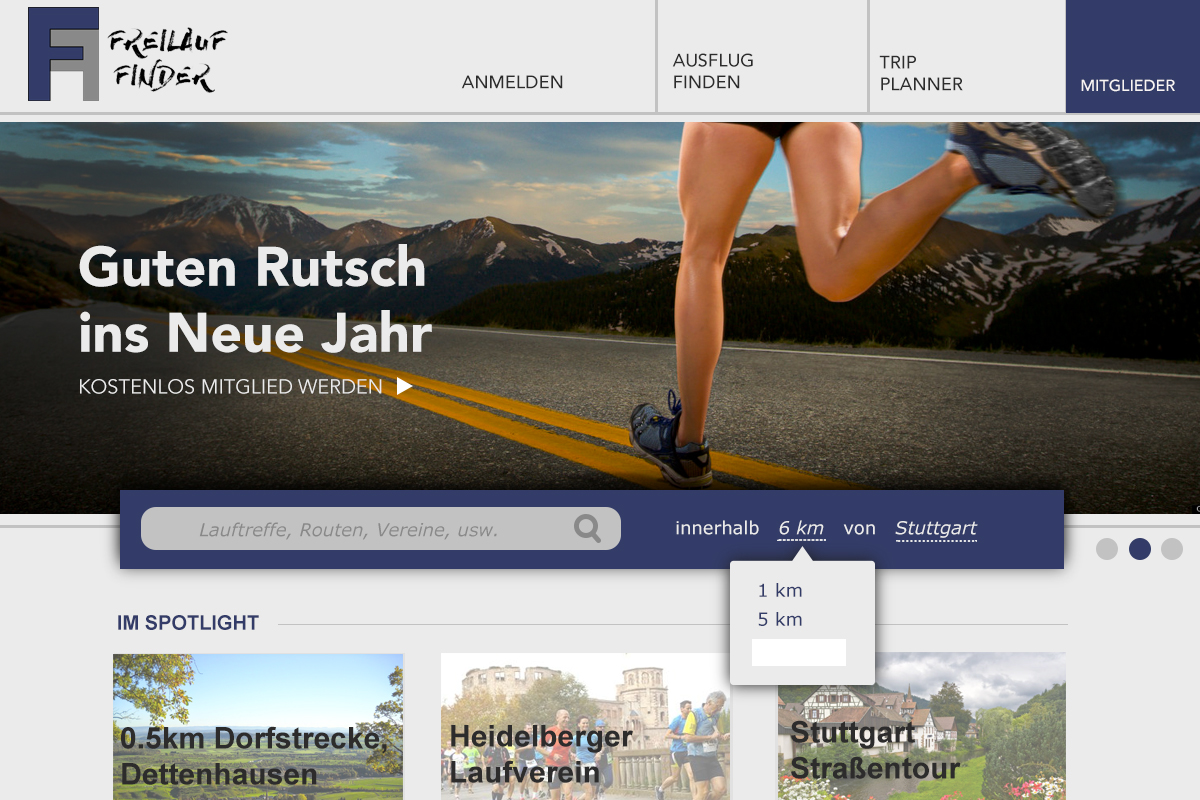 FREILAUF
FINDER
ANMELDEN
AUSFLUG
FINDEN
TRIP
PLANNER
MITGLIEDER
Guten Rutsch
ins Neue Jahr
KOSTENLOS MITGLIED WERDEN
Lauftreffe, Routen, Vereine, usw.
innerhalb 6 km von Stuttgart
1 km
5 km
IM SPOTLIGHT
0.5km Dorfstrecke,
Dettenhausen
Heidelberger
Laufverein
Stuttgart
Straßentour